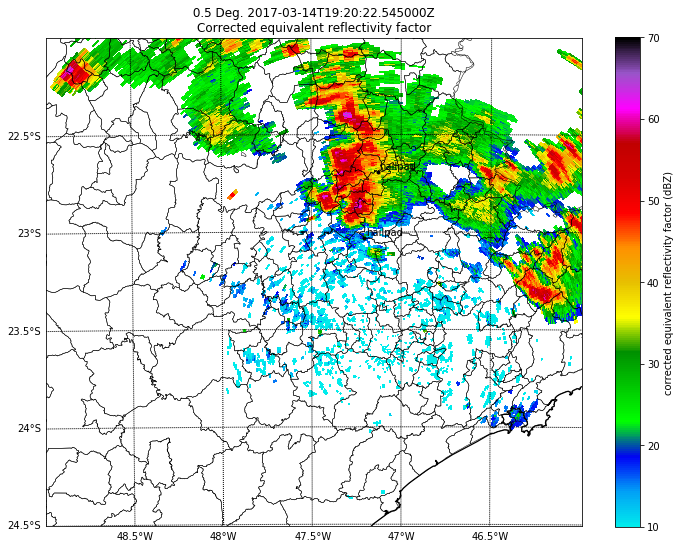 0.5 Deg. 2017-03-14T19:20:22.545000Z
Corrected equivalent reflectivity factor
70
60
50
40
30
20
10
corrected equivalent reflectivity factor (dBZ)
22.5°S
23°S
23.5°S
24°S
24.5°S
hailpad
hailpad
48.5°W
48°W
47.5°W
47°W
46.5°W